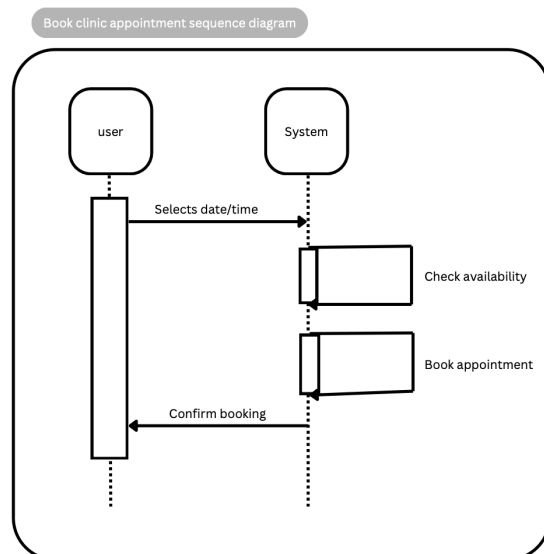 Book clinic appointment sequence diagram
user
System
Selects date/time
Check availability
Book appointment
Confirm booking